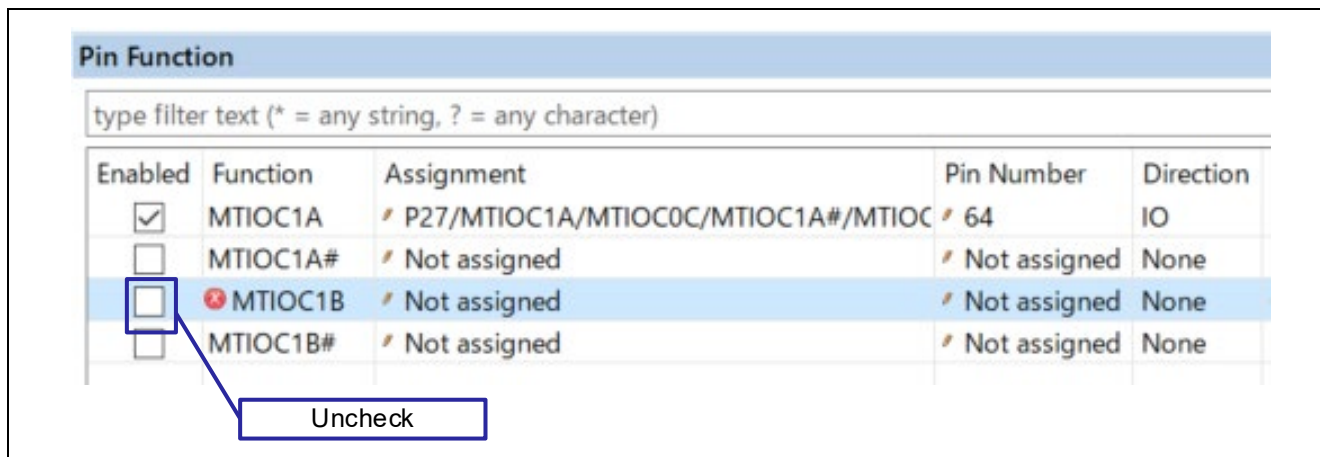 Pin Function
type filter text (* = any string, ? = any character)
Enabled Function Assignment Pin Number Direction
MTIOC1A P27/MTIOC1A/MTIOC0C/MTIOC1A#/MTIOC 64 IO
MTIOC1A# Not assigned Not assigned None
MTIOC1B Not assigned Not assigned None
MTIOC1B# Not assigned Not assigned None
Uncheck